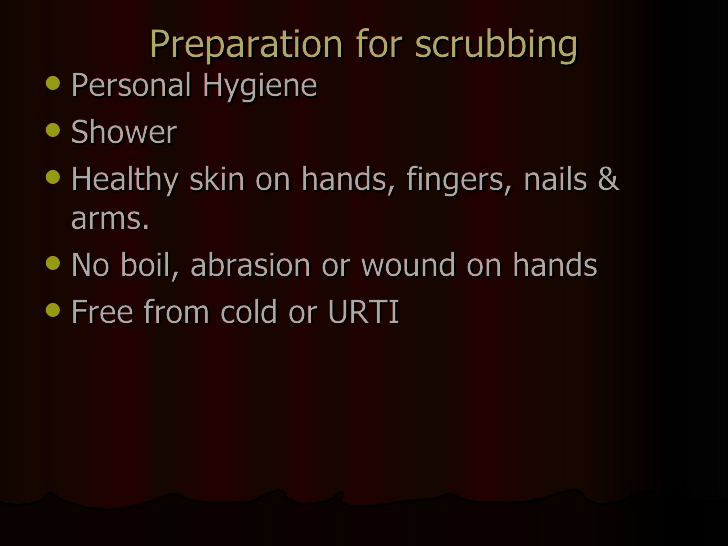 Preparation for scrubbing
Personal Hygiene
Shower
Healthy skin on hands, fingers, nails &
arms.
No boil, abrasion or wound on hands
Free from cold or URTI